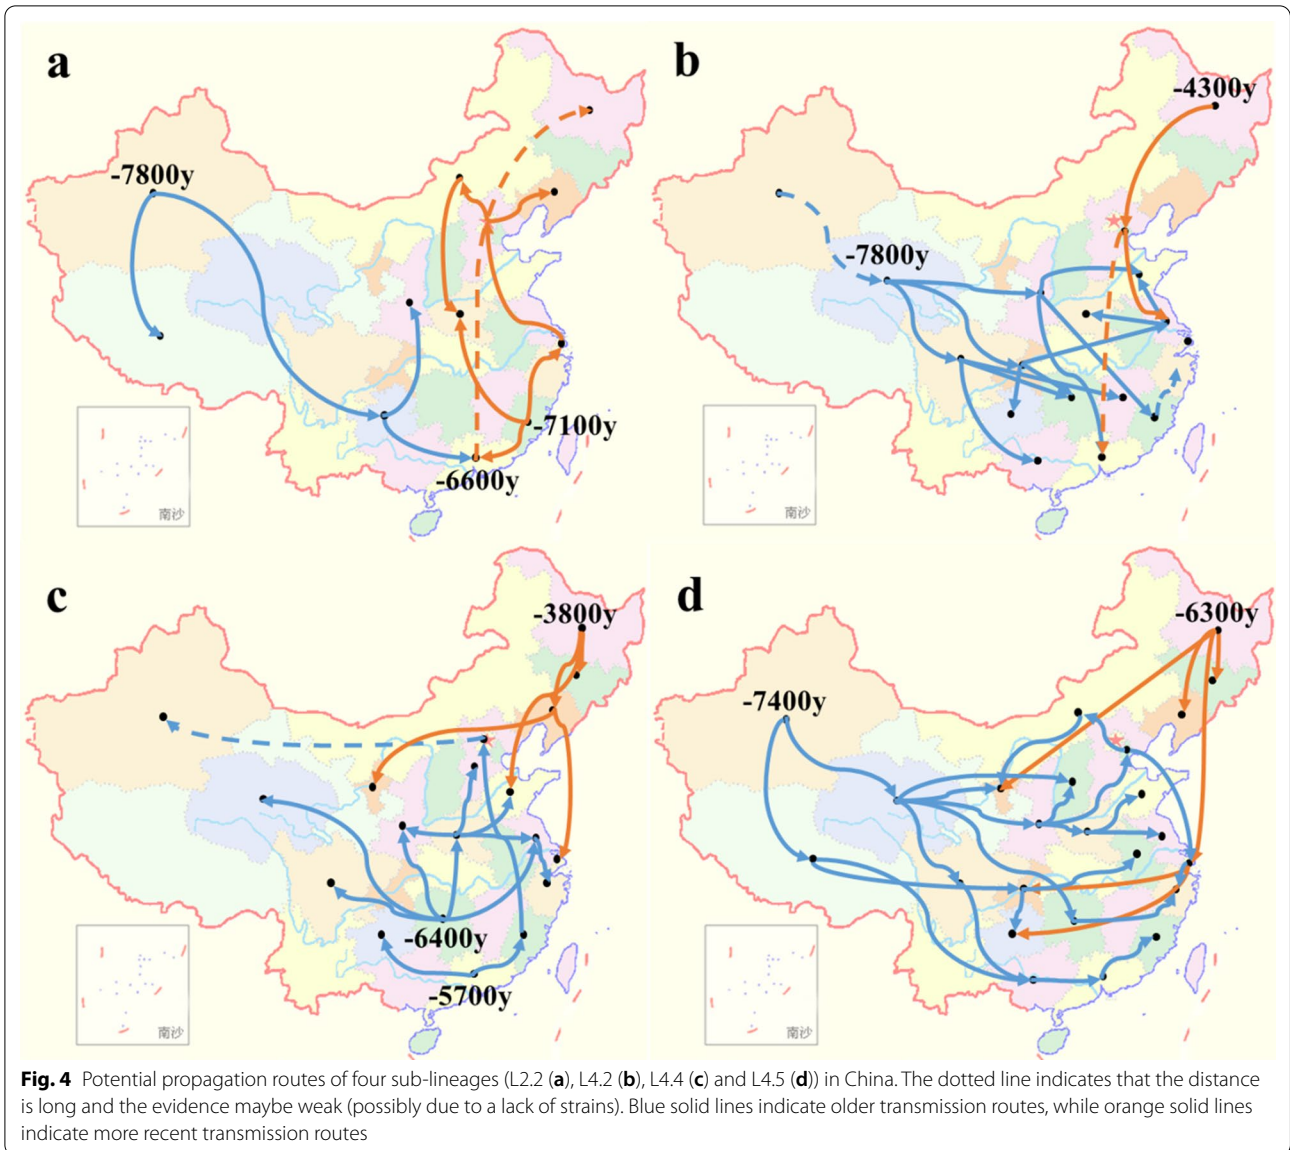 a
-7800y
-7100y
-6600y
南沙
b
-4300y
-7800y
南沙
c
-3800y
-6400y
-5700y
南沙
d
-6300y
-7400y
南沙
Fig. 4 Potential propagation routes of four sub-lineages (L2.2 (a), L4.2 (b), L4.4 (c) and L4.5 (d)) in China. The dotted line indicates that the distance
is long and the evidence maybe weak (possibly due to a lack of strains). Blue solid lines indicate older transmission routes, while orange solid lines
indicate more recent transmission routes